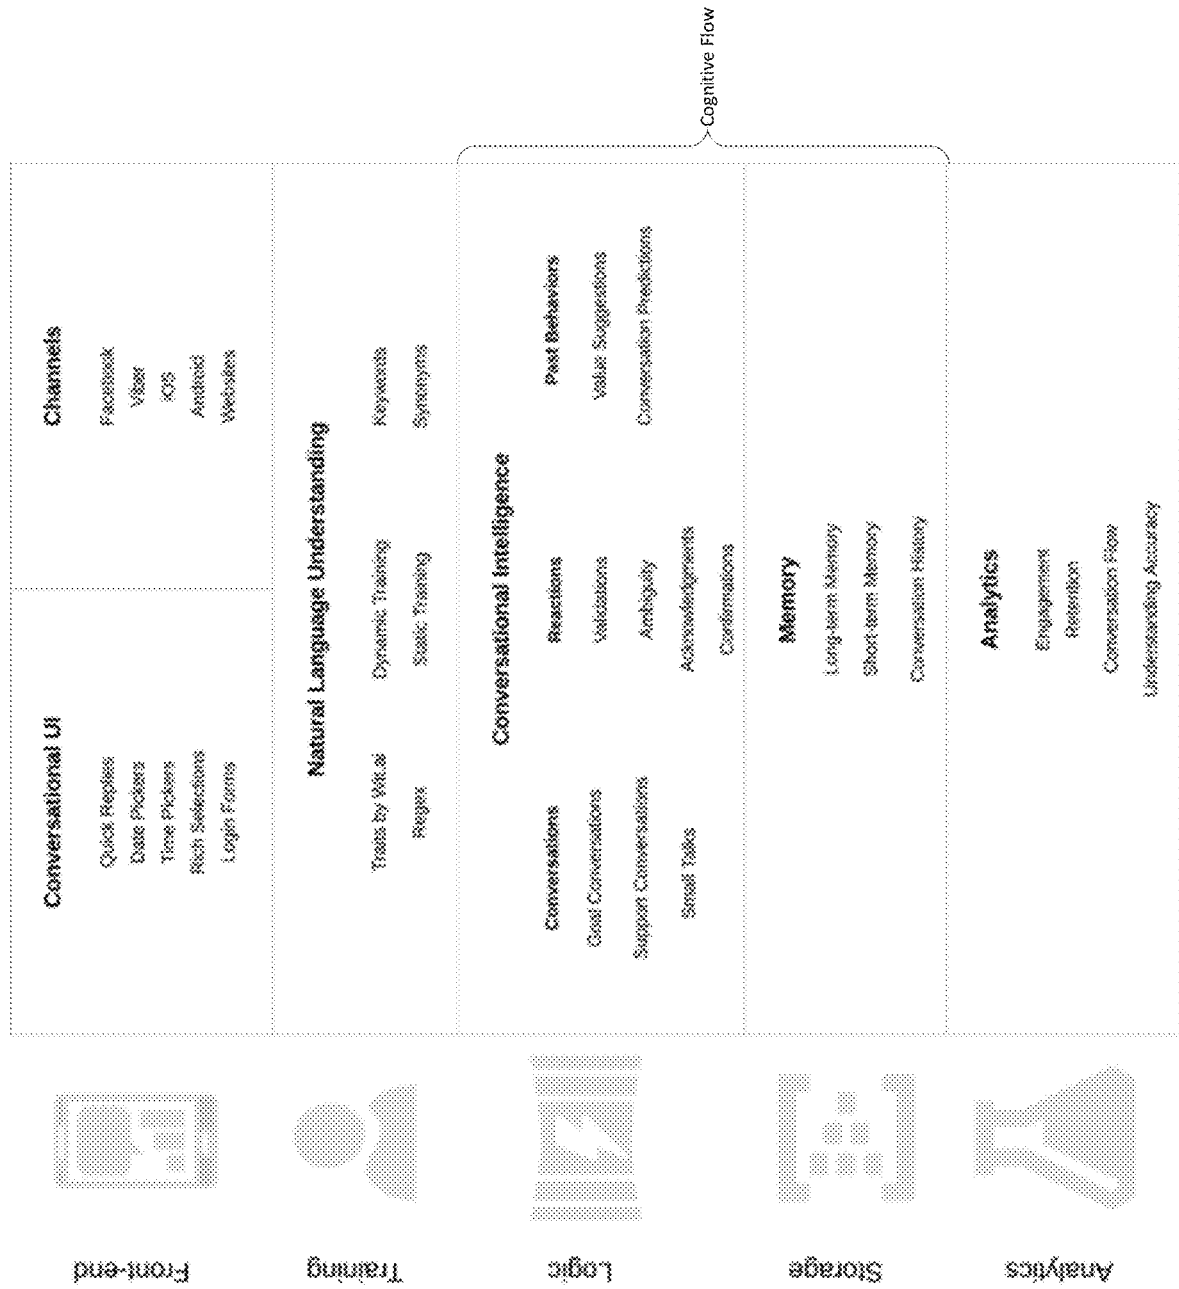 Front-end
Conversational UI
Quick Replies
Date Pickers
Time Pickers
Rich Selections
Login Forms
Channels
Facebook
Viber
iOS
Android
Websites
Training
Natural Language Understanding
Traits by Wit.ai
Regex
Dynamic Training
Static Training
Keywords
Synonyms
Logic
Conversational Intelligence
Conversations
Goal Conversations
Support Conversations
Small Talks
Reactions
Validations
Ambiguity
Acknowledgments
Confirmations
Past Behaviors
Value Suggestions
Conversation Predictions
Cognitive Flow
Storage
Memory
Long-term Memory
Short-term Memory
Conversation History
Analytics
Analytics
Engagement
Retention
Conversation Flow
Understanding Accuracy